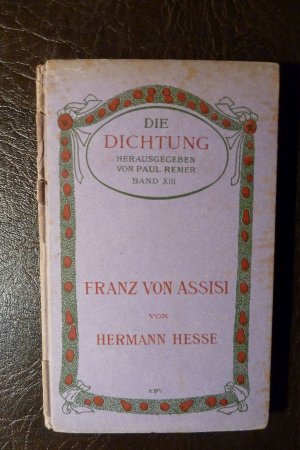 DIE
DICHTUNG
HERAUSGEGEBEN
VON PAUL REMER
BAND XIII
FRANZ VON ASSISI
VON
HERMANN HESSE